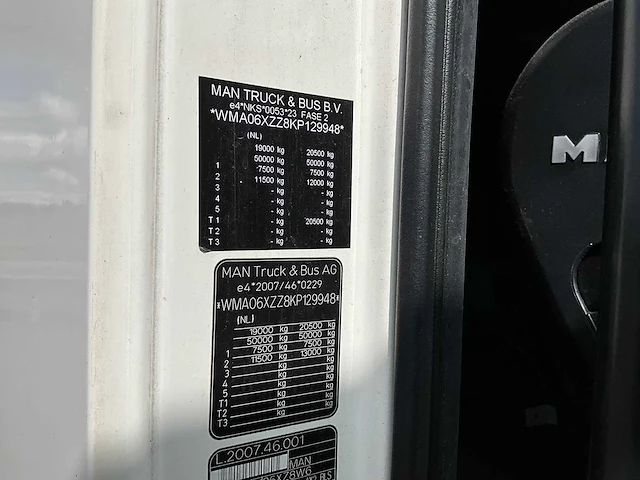 MAN TRUCK & BUS B.V.
e4*NKS*0053*23 FASE 2
*WMA06XZZ8KP129948*
(NL)
19000 kg 20500 kg
50000 kg 50000 kg
1 7500 kg 7500 kg
2 11500 kg 12000 kg
3 - kg - kg
4 - kg - kg
5 - kg - kg
T1 - kg 20500 kg
T2 - kg - kg
T3 - kg - kg
MAN Truck & Bus AG
e4*2007/46*0229
*WMA06XZZ8KP129948*
(NL)
19000 kg 20500 kg
50000 kg 50000 kg
1 7500 kg 7500 kg
2 11500 kg 13000 kg
3 kg kg
4 kg kg
5 kg kg
T1 kg kg
T2 kg kg
T3 kg kg
L.2007.46.001
MAN